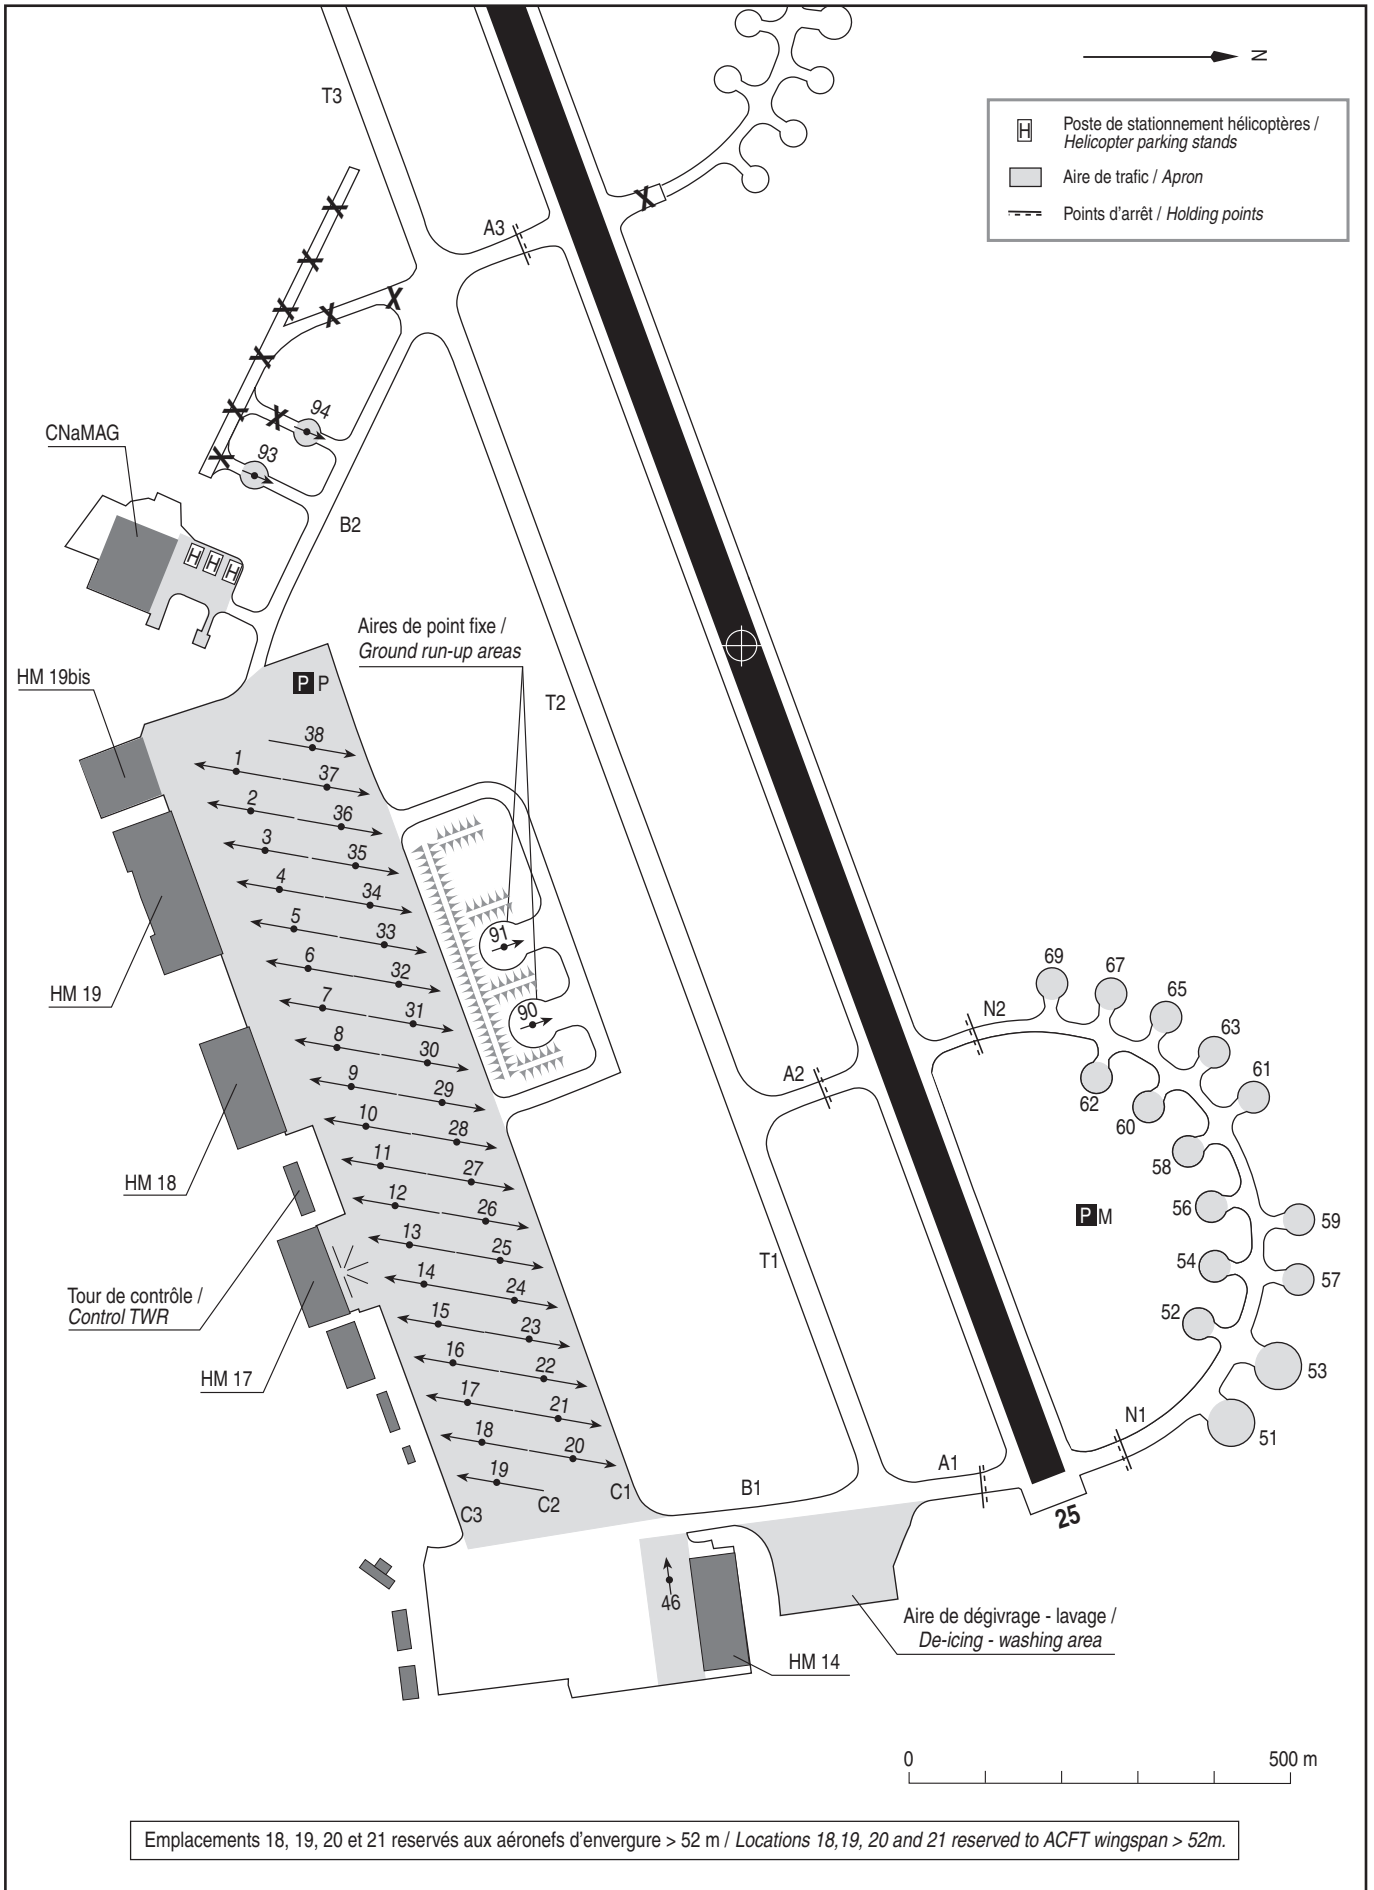 N
H
Poste de stationnement hélicoptères /
Helicopter parking stands
Aire de trafic / Apron
Points d'arrêt / Holding points
T3
A3
X
X
X
X
X
X
X
X
X
X
94
93
CNaMAG
B2
H
H
H
Aires de point fixe /
Ground run-up areas
HM 19bis
P P
T2
38
1
37
2
36
3
35
4
34
5
33
91
6
32
7
31
90
8
30
9
29
10
28
11
27
12
26
13
25
14
24
15
23
16
22
17
21
18
20
19
HM 19
HM 18
Tour de contrôle /
Control TWR
HM 17
C3
C2
C1
B1
A1
A2
T1
N2
69
67
65
63
61
62
60
58
56
59
54
57
52
53
51
P M
N1
25
46
HM 14
Aire de dégivrage - lavage /
De-icing - washing area
0
500 m
Emplacements 18, 19, 20 et 21 reservés aux aéronefs d'envergure > 52 m / Locations 18,19, 20 and 21 reserved to ACFT wingspan > 52m.